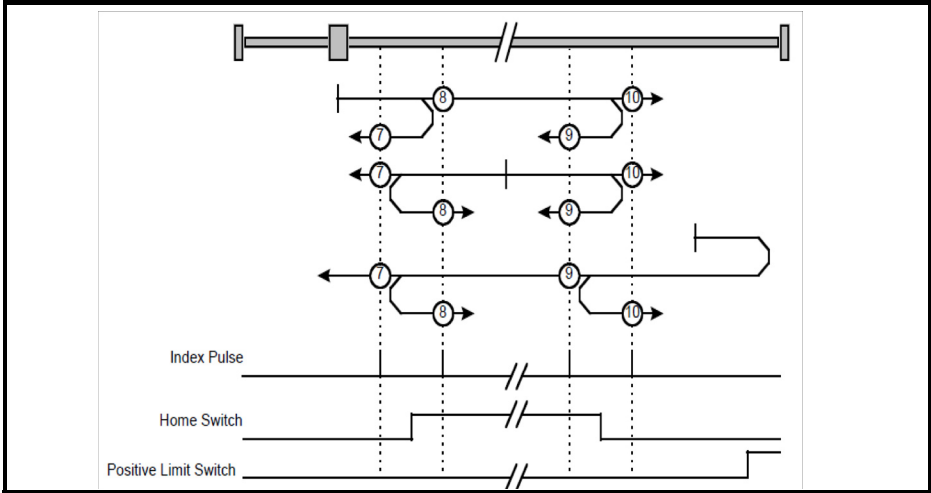 8 10
7 9
7 10
8 9
7 9
8 10
Index Pulse
Home Switch
Positive Limit Switch